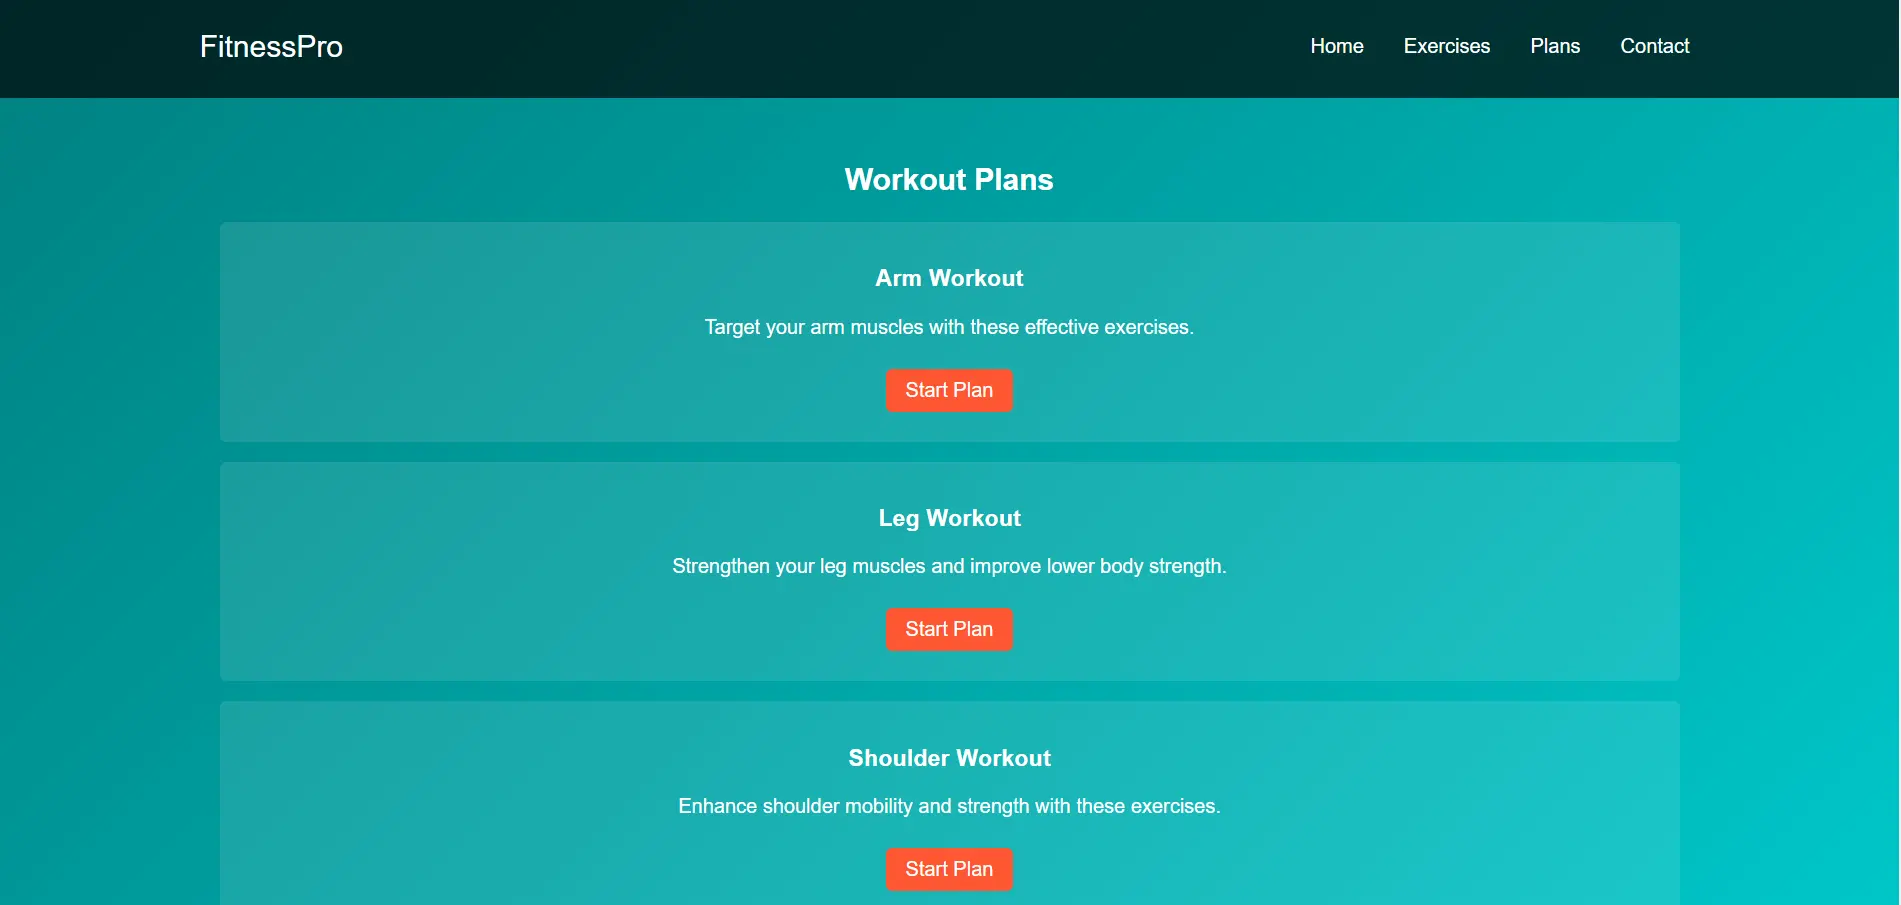 FitnessPro
Home Exercises Plans Contact
Workout Plans
Arm Workout
Target your arm muscles with these effective exercises.
Start Plan
Leg Workout
Strengthen your leg muscles and improve lower body strength.
Start Plan
Shoulder Workout
Enhance shoulder mobility and strength with these exercises.
Start Plan